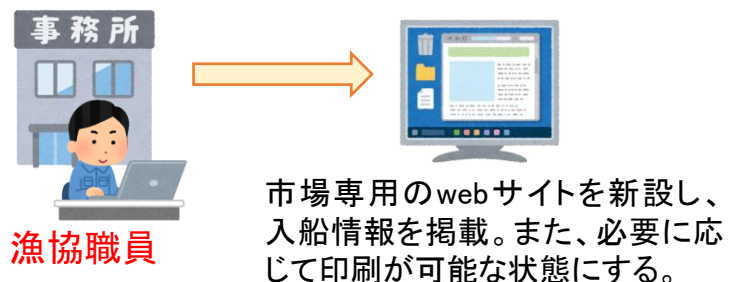 事務所
漁協職員
市場専用のwebサイトを新設し、
入船情報を掲載。また、必要に応
じて印刷が可能な状態にする。